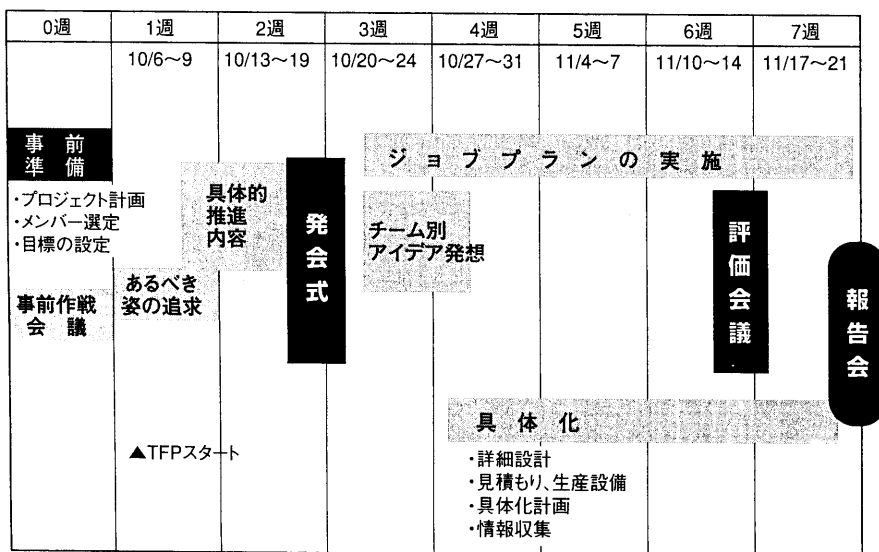 0週 1週 2週 3週 4週 5週 6週 7週
10/6～9 10/13～19 10/20～24 10/27～31 11/4～7 11/10～14 11/17～21
事前
準備
・プロジェクト計画
・メンバー選定
・目標の設定
事前作戦
会議
あるべき
姿の追求
▲TFPスタート
具体的
推進
内容
発会式
ジョブプランの実施
チーム別
アイデア発想
具体化
・詳細設計
・見積もり、生産設備
・具体化計画
・情報収集
評価会議
報告会